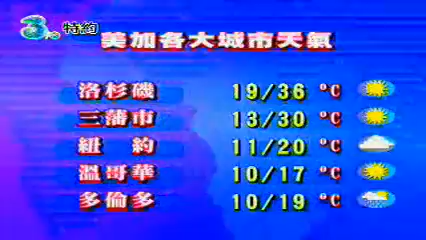 3 特約
美加各大城市天氣
洛杉磯 19/36 °C
三藩市 13/30 °C
紐約 11/20 °C
溫哥華 10/17 °C
多倫多 10/19 °C